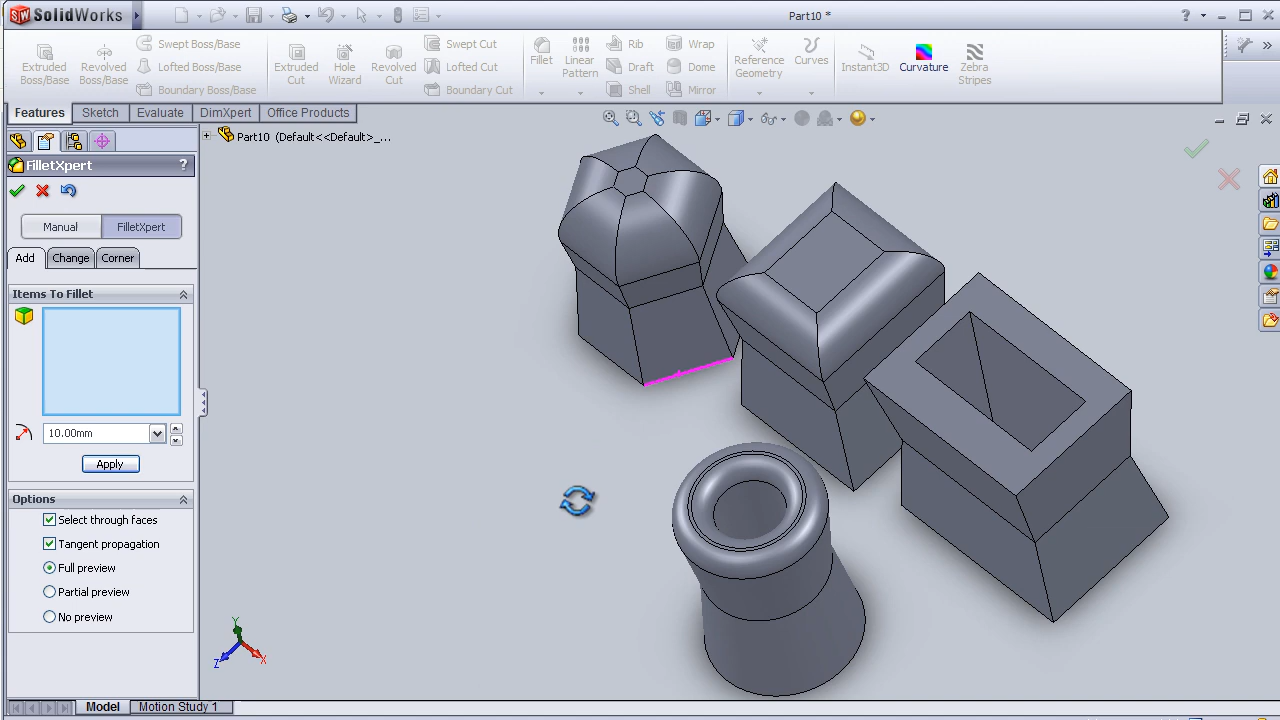 SolidWorks
Part10 *
?
Extruded Boss/Base
Revolved Boss/Base
Swept Boss/Base
Lofted Boss/Base
Boundary Boss/Base
Extruded Cut
Hole Wizard
Revolved Cut
Swept Cut
Lofted Cut
Boundary Cut
Fillet
Linear Pattern
Rib
Draft
Shell
Wrap
Dome
Mirror
Reference Geometry
Curves
Instant3D
Curvature
Zebra Stripes
Features
Sketch
Evaluate
DimXpert
Office Products
Part10 (Default<<Default>_...
FilletXpert
?
Manual
FilletXpert
Add
Change
Corner
Items To Fillet
10.00mm
Apply
Options
Select through faces
Tangent propagation
Full preview
Partial preview
No preview
Y
Z
X
Model
Motion Study 1